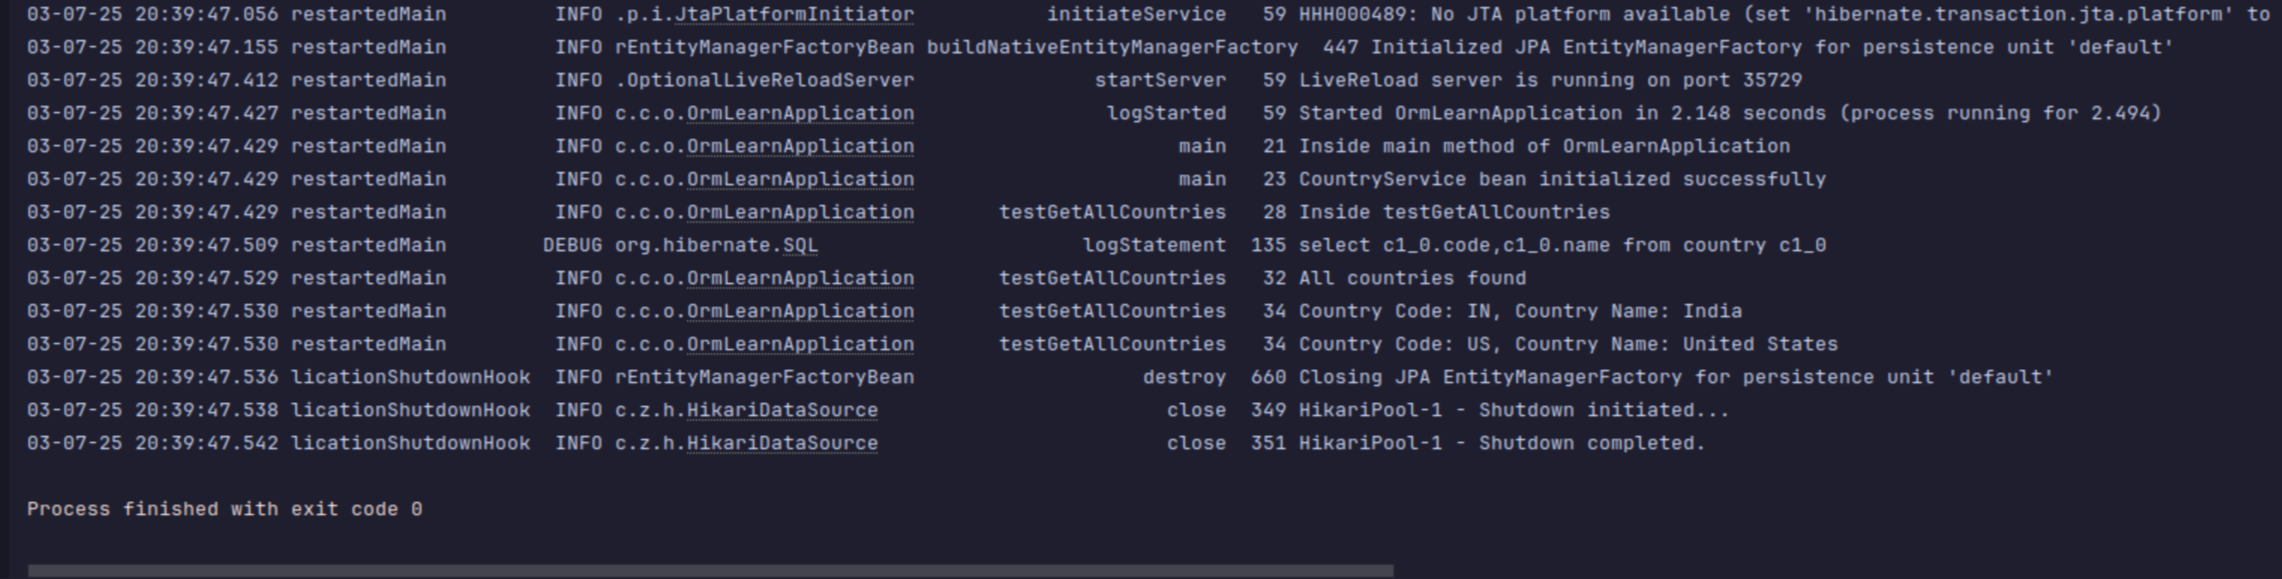 03-07-25 20:39:47.056 restartedMain INFO .p.i.JtaPlatformInitiator initiateService 59 HHH000489: No JTA platform available (set 'hibernate.transaction.jta.platform' to
03-07-25 20:39:47.155 restartedMain INFO rEntityManagerFactoryBean buildNativeEntityManagerFactory 447 Initialized JPA EntityManagerFactory for persistence unit 'default'
03-07-25 20:39:47.412 restartedMain INFO .OptionalLiveReloadServer startServer 59 LiveReload server is running on port 35729
03-07-25 20:39:47.427 restartedMain INFO c.c.o.OrmLearnApplication logStarted 59 Started OrmLearnApplication in 2.148 seconds (process running for 2.494)
03-07-25 20:39:47.429 restartedMain INFO c.c.o.OrmLearnApplication main 21 Inside main method of OrmLearnApplication
03-07-25 20:39:47.429 restartedMain INFO c.c.o.OrmLearnApplication main 23 CountryService bean initialized successfully
03-07-25 20:39:47.429 restartedMain INFO c.c.o.OrmLearnApplication testGetAllCountries 28 Inside testGetAllCountries
03-07-25 20:39:47.509 restartedMain DEBUG org.hibernate.SQL logStatement 135 select c1_0.code,c1_0.name from country c1_0
03-07-25 20:39:47.529 restartedMain INFO c.c.o.OrmLearnApplication testGetAllCountries 32 All countries found
03-07-25 20:39:47.530 restartedMain INFO c.c.o.OrmLearnApplication testGetAllCountries 34 Country Code: IN, Country Name: India
03-07-25 20:39:47.530 restartedMain INFO c.c.o.OrmLearnApplication testGetAllCountries 34 Country Code: US, Country Name: United States
03-07-25 20:39:47.536 licationShutdownHook INFO rEntityManagerFactoryBean destroy 660 Closing JPA EntityManagerFactory for persistence unit 'default'
03-07-25 20:39:47.538 licationShutdownHook INFO c.z.h.HikariDataSource close 349 HikariPool-1 - Shutdown initiated...
03-07-25 20:39:47.542 licationShutdownHook INFO c.z.h.HikariDataSource close 351 HikariPool-1 - Shutdown completed.
Process finished with exit code 0